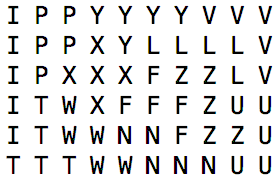 I P P Y Y Y Y V V V
I P P X Y L L L L V
I P X X X F Z Z L V
I T W X F F F Z U U
I T W W N N F Z Z U
T T T W W N N N U U